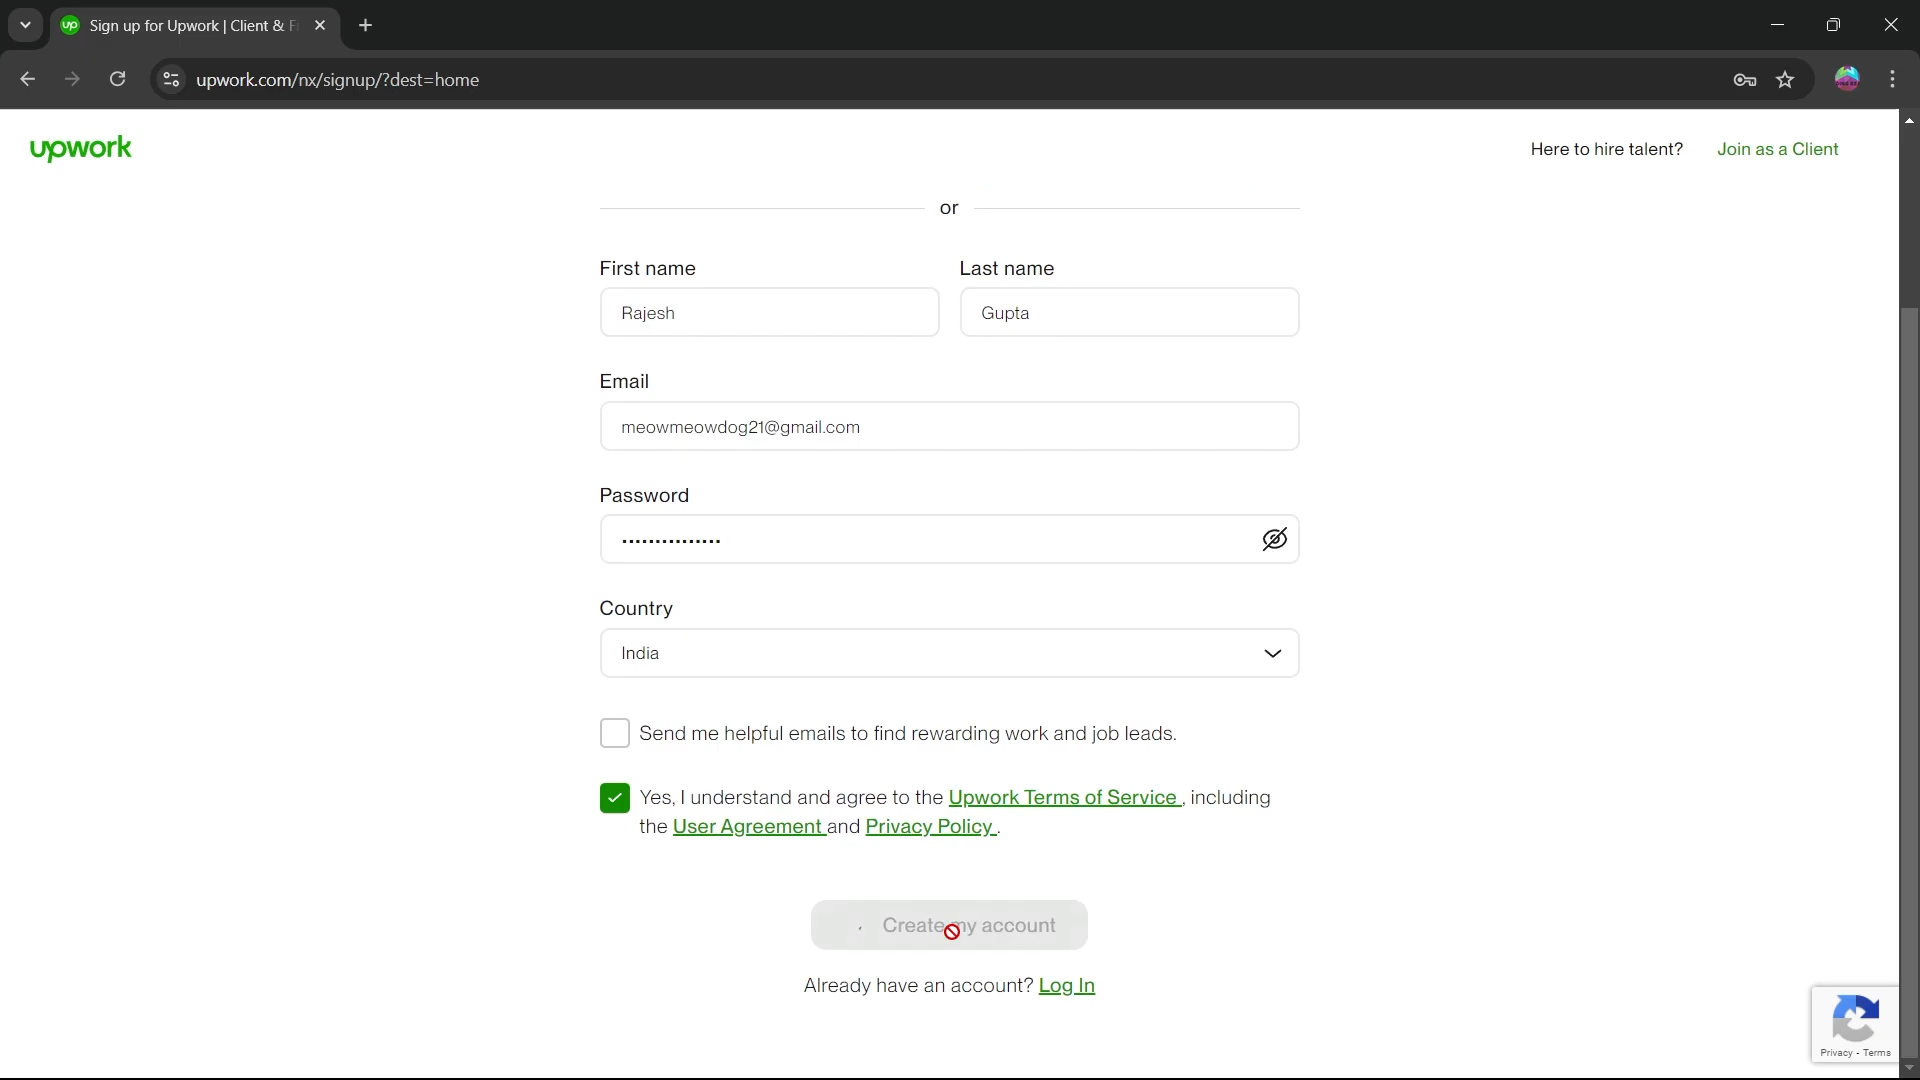 Sign up for Upwork | Client & F
upwork.com/nx/signup/?dest=home
upwork
Here to hire talent? Join as a Client
or
First name Last name
Rajesh Gupta
Email
meowmeowdog21@gmail.com
Password
Country
India
Send me helpful emails to find rewarding work and job leads.
Yes, I understand and agree to the Upwork Terms of Service , including
the User Agreement and Privacy Policy .
Create my account
Already have an account? Log In
Privacy - Terms